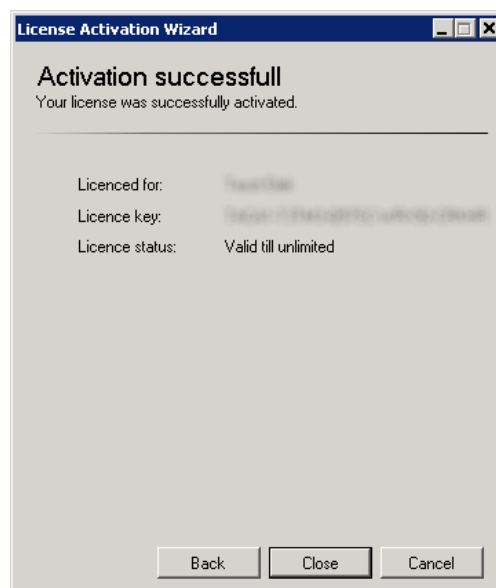 License Activation Wizard
Activation successfull
Your license was successfully activated.
Licenced for:
Licence key:
Licence status: Valid till unlimited
Back Close Cancel